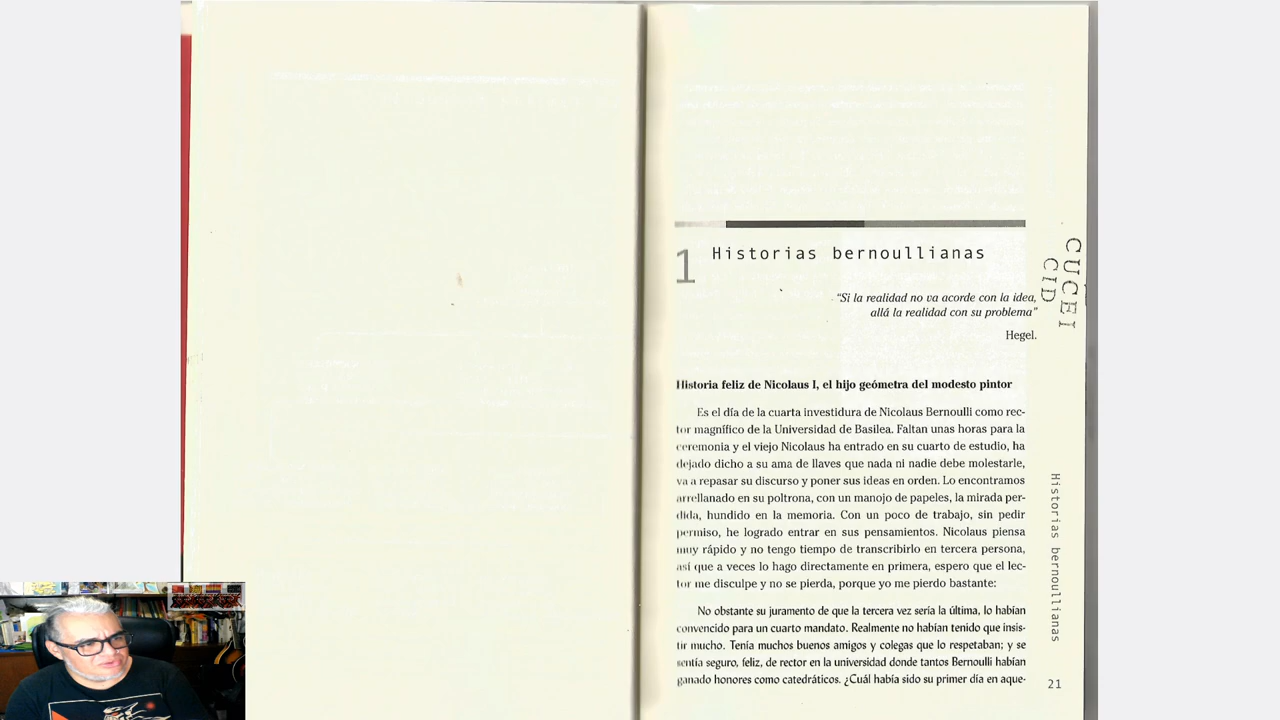 1 Historias bernoullianas
"Si la realidad no va acorde con la idea,
allá la realidad con su problema"
Hegel.
Historia feliz de Nicolaus I, el hijo geómetra del modesto pintor
Es el día de la cuarta investidura de Nicolaus Bernoulli como rec-
tor magnífico de la Universidad de Basilea. Faltan unas horas para la
ceremonia y el viejo Nicolaus ha entrado en su cuarto de estudio, ha
dejado dicho a su ama de llaves que nada ni nadie debe molestarle,
va a repasar su discurso y poner sus ideas en orden. Lo encontramos
arrellanado en su poltrona, con un manojo de papeles, la mirada per-
dida, hundido en la memoria. Con un poco de trabajo, sin pedir
permiso, he logrado entrar en sus pensamientos. Nicolaus piensa
muy rápido y no tengo tiempo de transcribirlo en tercera persona,
así que a veces lo hago directamente en primera, espero que el lec-
tor me disculpe y no se pierda, porque yo me pierdo bastante:
No obstante su juramento de que la tercera vez sería la última, lo habían
convencido para un cuarto mandato. Realmente no habían tenido que insis-
tir mucho. Tenía muchos buenos amigos y colegas que lo respetaban; y se
sentía seguro, feliz, de rector en la universidad donde tantos Bernoulli habían
ganado honores como catedráticos. ¿Cuál había sido su primer día en aque-
CUCEI
CID
Historias bernoullianas
21